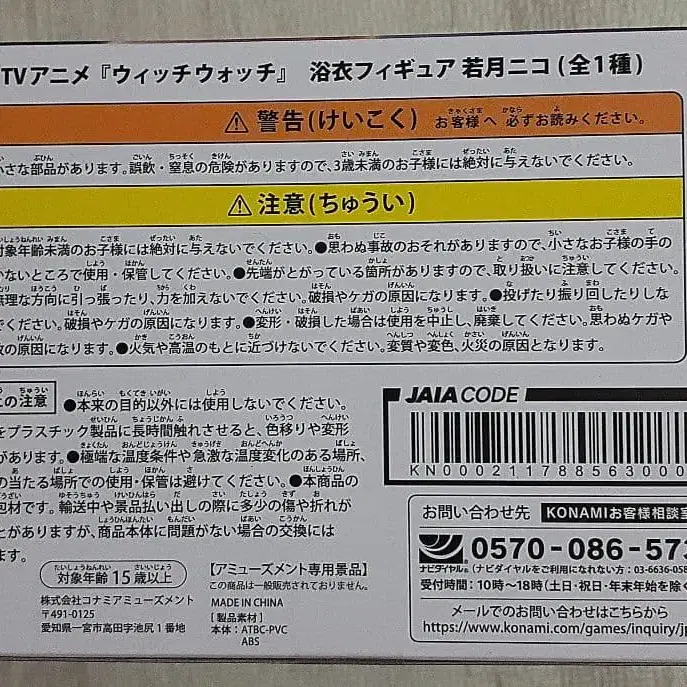 TVアニメ『ウィッチウォッチ』 浴衣フィギュア 若月ニコ(全1種)
⚠ 警告(けいこく) お客様へ 必ずお読みください。
小さな部品があります。誤飲・窒息の危険がありますので、3歳未満のお子様には絶対に与えないでください。
⚠ 注意(ちゅうい)
対象年齢未満のお子様には絶対に与えないでください。●思わぬ事故のおそれがありますので、小さなお子様の手の
かないところで使用・保管してください。●先端がとがっている箇所がありますので、取り扱いに注意してください。
無理な方向に引っ張ったり、力を加えないでください。破損やケガの原因になります。●投げたり振り回したりしな
でください。破損やケガの原因になります。●変形・破損した場合は使用を中止し、廃棄してください。思わぬケガや
故の原因になります。●火気や高温のもとに近づけないでください。変質や変色、火災の原因となります。
上の注意 ●本来の目的以外には使用しないでください。
をプラスチック製品に長時間触れさせると、色移りや変形
があります。●極端な温度条件や急激な温度変化のある場所、
の当たる場所での使用・保管は避けてください。●本商品の
包材です。輸送中や景品払い出しの際に多少の傷や折れが
とがありますが、商品本体に問題がない場合の交換には
ます。
対象年齢 15歳以上
株式会社コナミアミューズメント
〒491-0125
愛知県一宮市高田字池尻1番地
【アミューズメント専用景品】
この商品は一般販売されておりません。
MADE IN CHINA
[製品素材]
本体:ATBC-PVC
ABS
JAIA CODE
KN00021178856300
お問い合わせ先 KONAMIお客様相談室
ナビダイヤル® 0570-086-573
(ナビダイヤルをご利用になれない方は: 03-6636-058
受付時間:10時～18時(土・日・祝日・年末年始を除く
メールでのお問い合わせはこちらから
https://www.konami.com/games/inquiry/jp